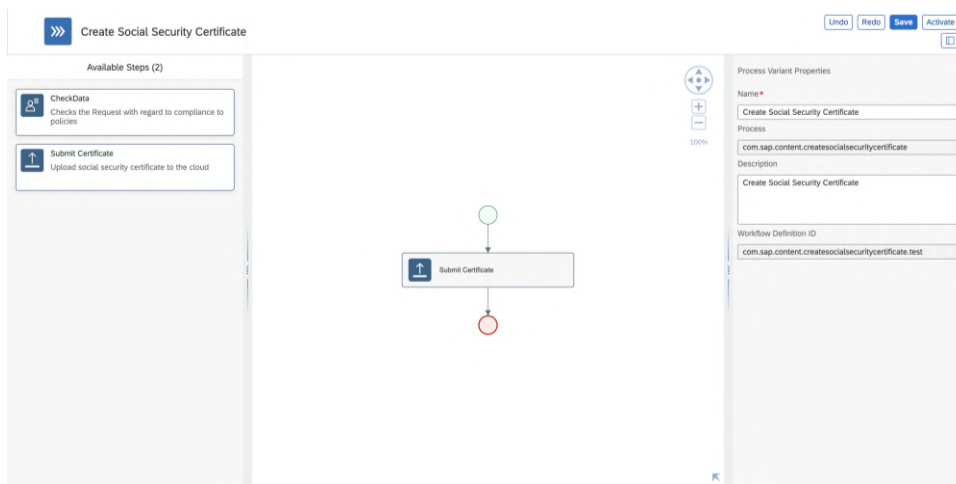 Create Social Security Certificate
Undo Redo Save Activate
Available Steps (2)
CheckData
Checks the Request with regard to compliance to
policies
Submit Certificate
Upload social security certificate to the cloud
100%
Submit Certificate
Process Variant Properties
Name*
Create Social Security Certificate
Process
com.sap.content.createsocialsecuritycertificate
Description
Create Social Security Certificate
Workflow Definition ID
com.sap.content.createsocialsecuritycertificate.test